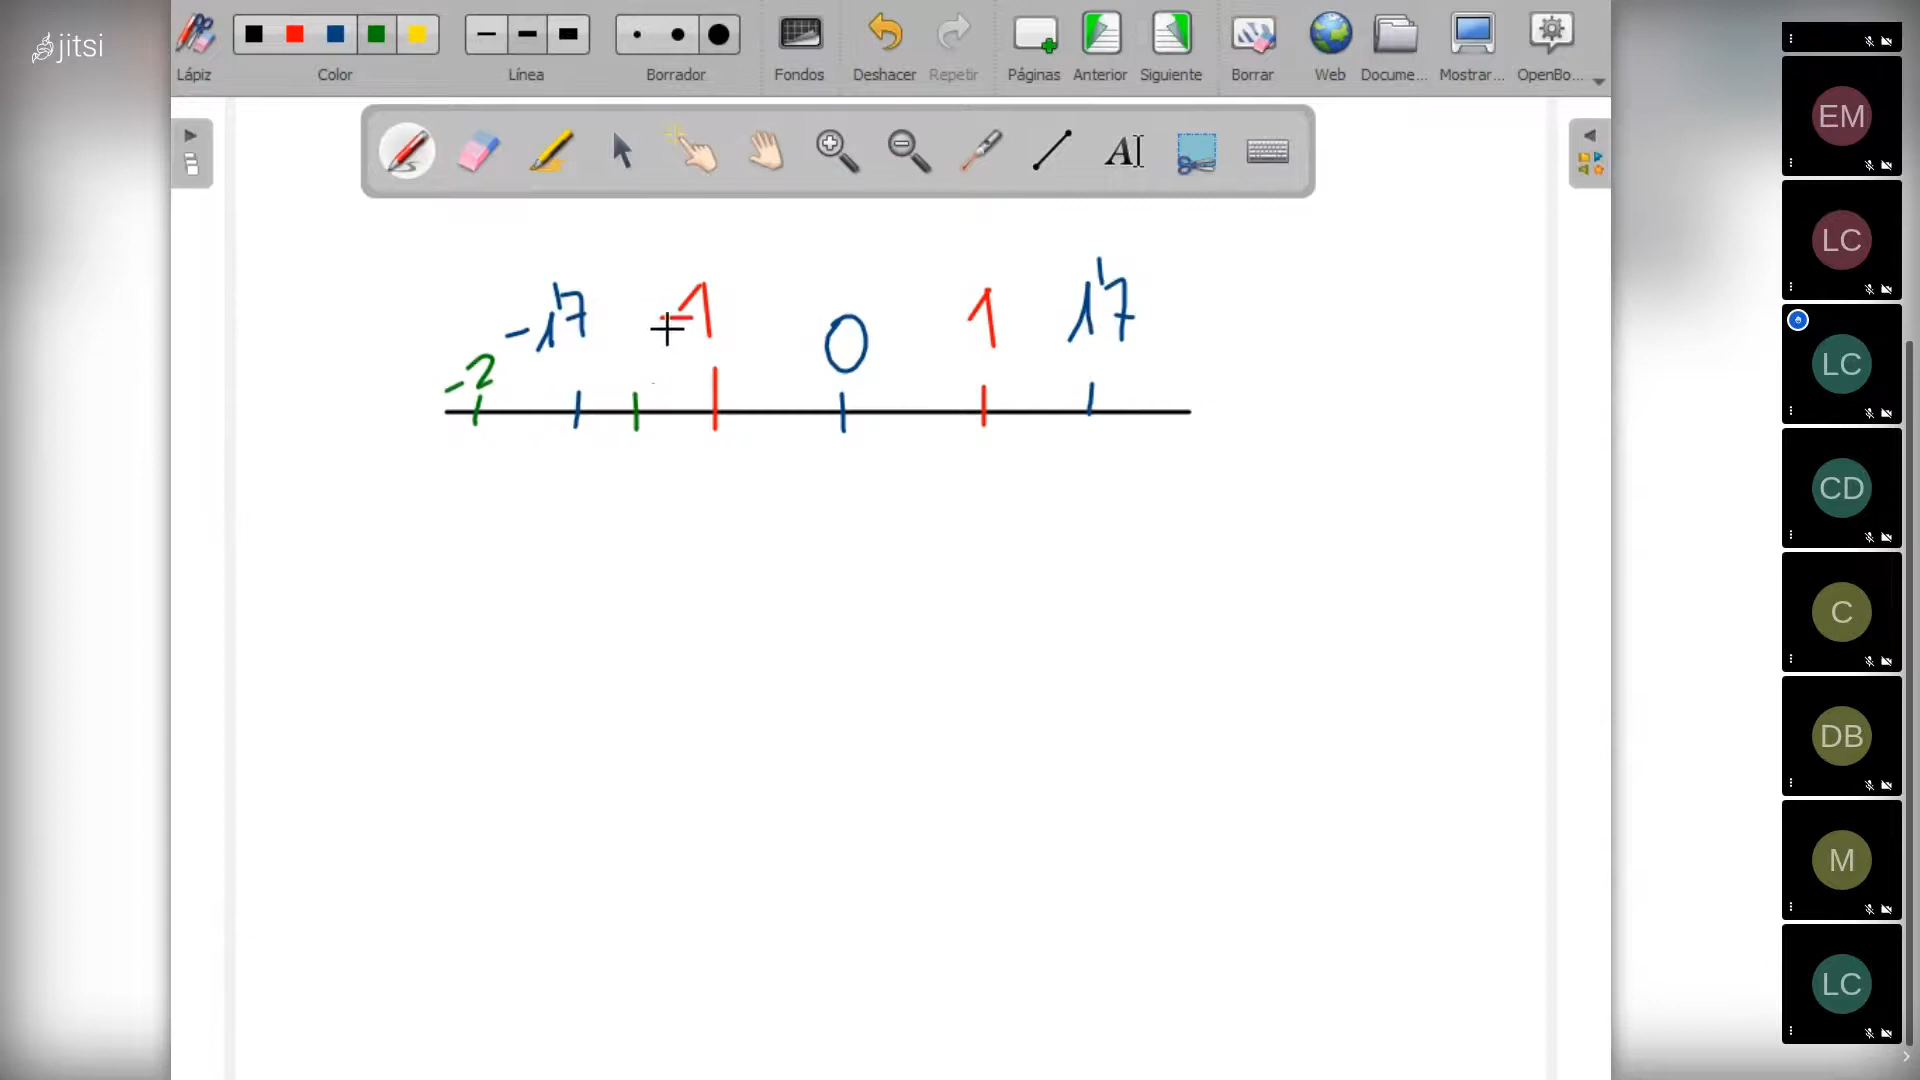 jitsi
Lápiz Color Línea Borrador Fondos Deshacer Repetir Páginas Anterior Siguiente Borrar Web Docume... Mostrar... OpenBo...
-1'7 -1 0 1 1'7
-2
EM
LC
LC
CD
C
DB
M
LC